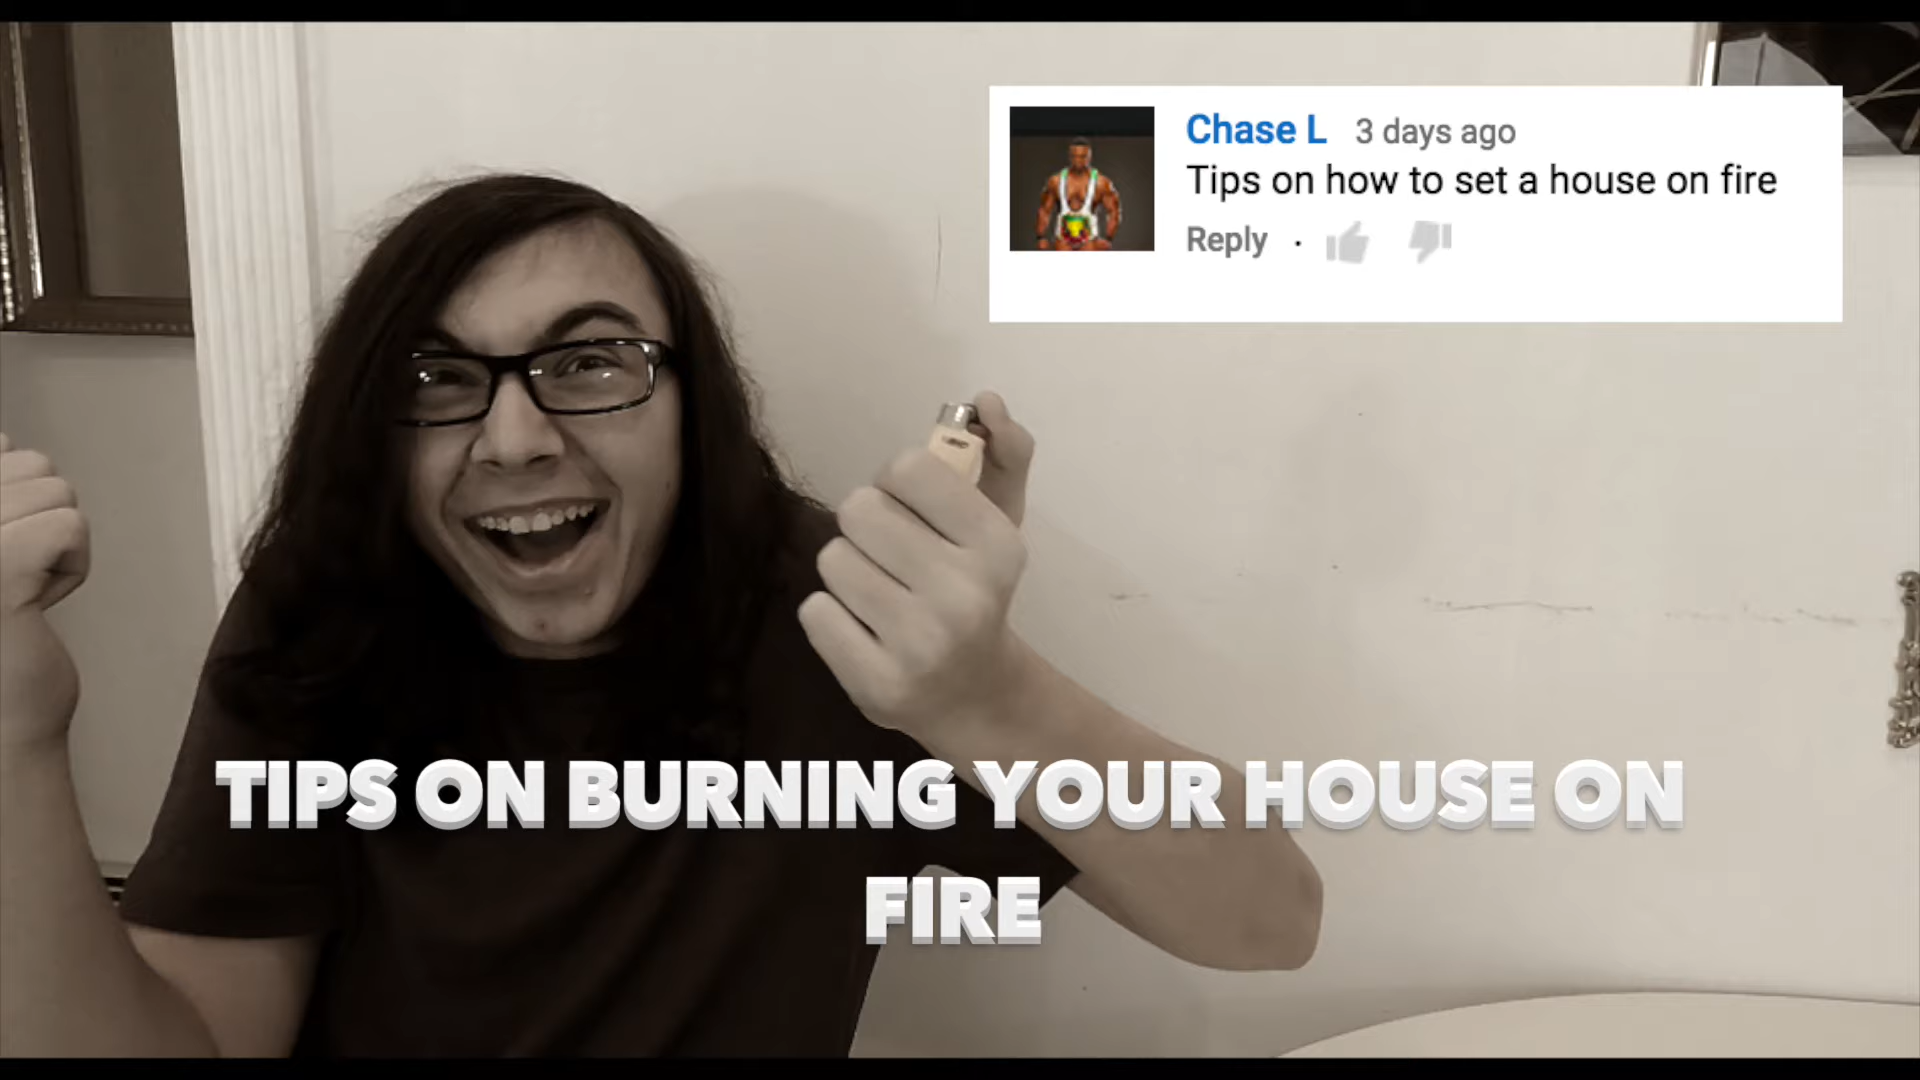 Chase L 3 days ago
Tips on how to set a house on fire
Reply ·
TIPS ON BURNING YOUR HOUSE ON
FIRE